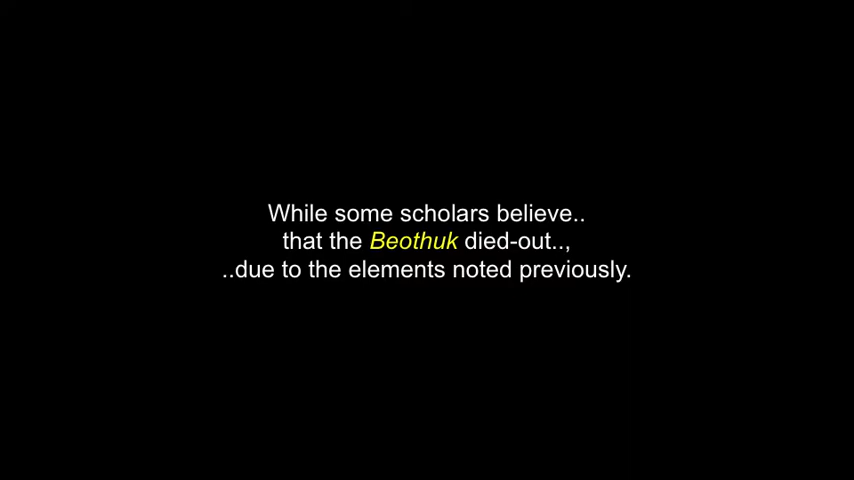 While some scholars believe..
that the Beothuk died-out..,
..due to the elements noted previously.